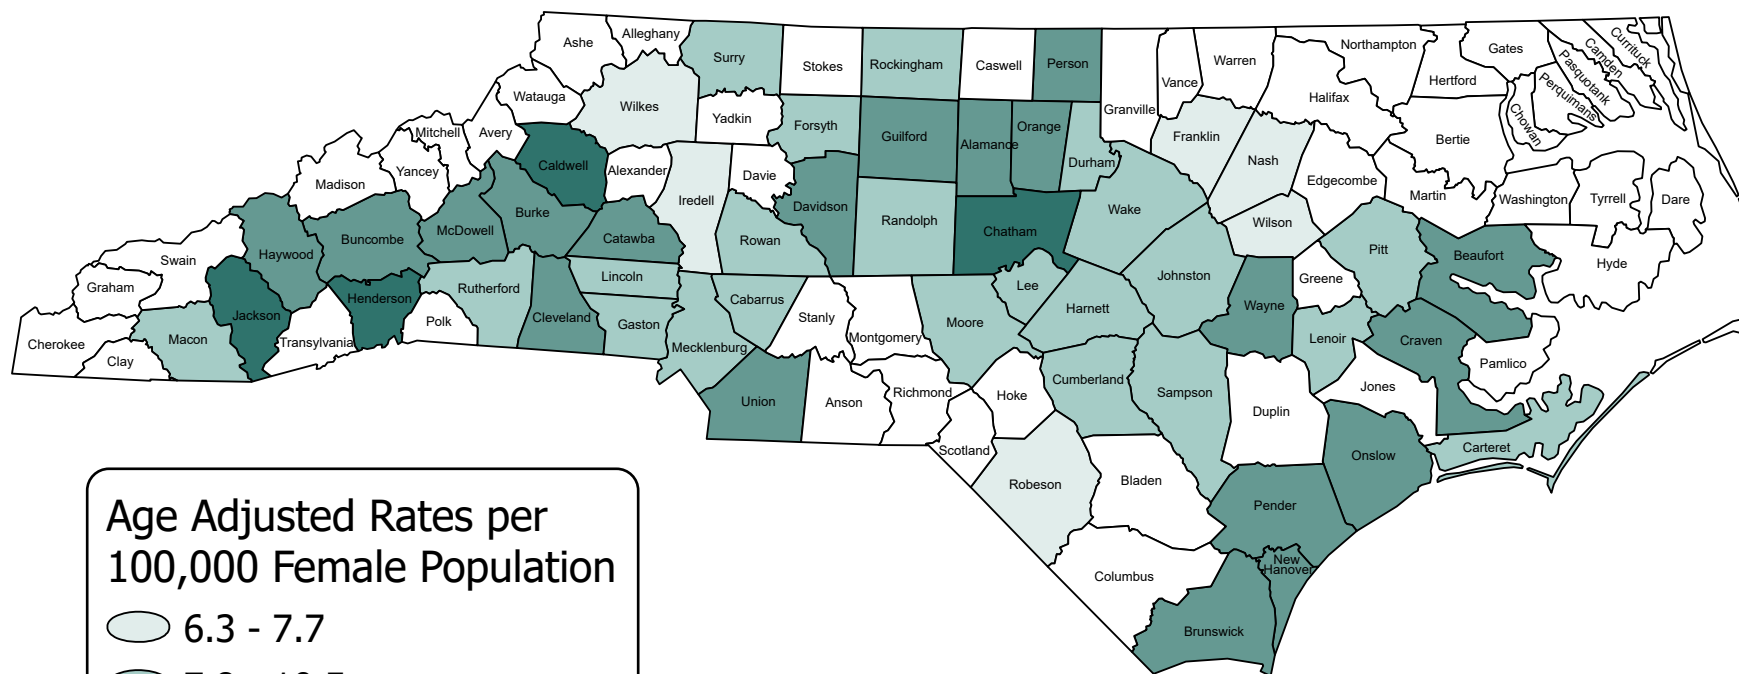 Ashe
Alleghany
Surry
Stokes
Rockingham
Caswell
Person
Granville
Vance
Warren
Northampton
Hertford
Gates
Currituck
Camden
Pasquotank
Perquimans
Chowan
Halifax
Bertie
Watauga
Wilkes
Yadkin
Forsyth
Guilford
Alamance
Orange
Durham
Franklin
Nash
Edgecombe
Martin
Washington
Tyrrell
Dare
Mitchell
Avery
Yancey
Madison
Caldwell
Alexander
Iredell
Davie
Davidson
Randolph
Chatham
Wake
Wilson
Pitt
Beaufort
Hyde
Swain
Haywood
Buncombe
McDowell
Burke
Catawba
Rowan
Lincoln
Graham
Jackson
Henderson
Rutherford
Cleveland
Gaston
Cabarrus
Stanly
Montgomery
Moore
Lee
Harnett
Johnston
Wayne
Greene
Lenoir
Craven
Pamlico
Cherokee
Clay
Macon
Transylvania
Polk
Mecklenburg
Union
Anson
Richmond
Hoke
Cumberland
Sampson
Duplin
Jones
Carteret
Scotland
Robeson
Bladen
Pender
Onslow
Columbus
New
Hanover
Brunswick
Age Adjusted Rates per
100,000 Female Population
6.3 - 7.7